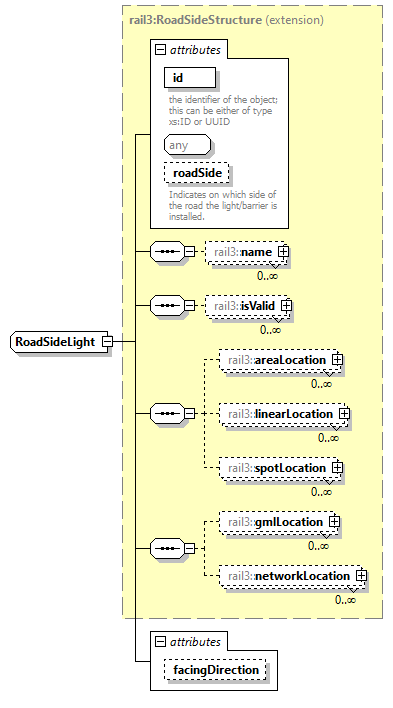 rail3:RoadSideStructure (extension)
attributes
id
the identifier of the object;
this can be either of type
xs:ID or UUID
any
roadSide
Indicates on which side of
the road the light/barrier is
installed.
rail3::name
0..∞
rail3::isValid
0..∞
RoadSideLight
rail3::areaLocation
0..∞
rail3::linearLocation
0..∞
rail3::spotLocation
0..∞
rail3::gmlLocation
0..∞
rail3::networkLocation
0..∞
attributes
facingDirection